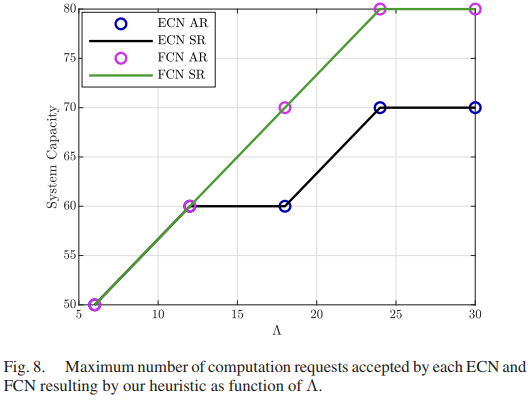 80
75
70
65
60
55
50
System Capacity
ECN AR
ECN SR
FCN AR
FCN SR
5
10
15
20
25
30
Λ
Fig. 8. Maximum number of computation requests accepted by each ECN and
FCN resulting by our heuristic as function of Λ.